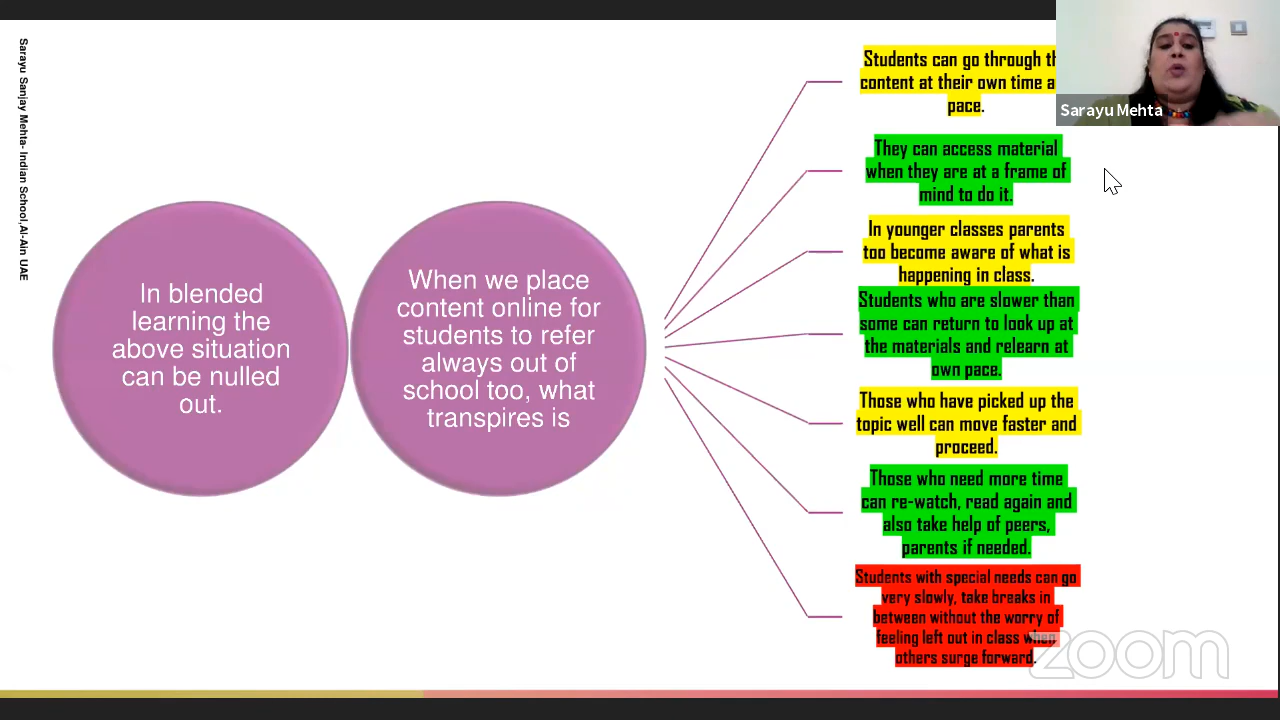 Sarayu Sanjay Mehta- Indian School,Al-Ain UAE
In blended
learning the
above situation
can be nulled
out.
When we place
content online for
students to refer
always out of
school too, what
transpires is
Students can go through
content at their own time
pace.
They can access material
when they are at a frame of
mind to do it.
In younger classes parents
too become aware of what is
happening in class.
Students who are slower than
some can return to look up at
the materials and relearn at
own pace.
Those who have picked up the
topic well can move faster and
proceed.
Those who need more time
can re-watch, read again and
also take help of peers,
parents if needed.
Students with special needs can go
very slowly, take breaks in
between without the worry of
feeling left out in class when
others surge forward.
Sarayu Mehta
zoom